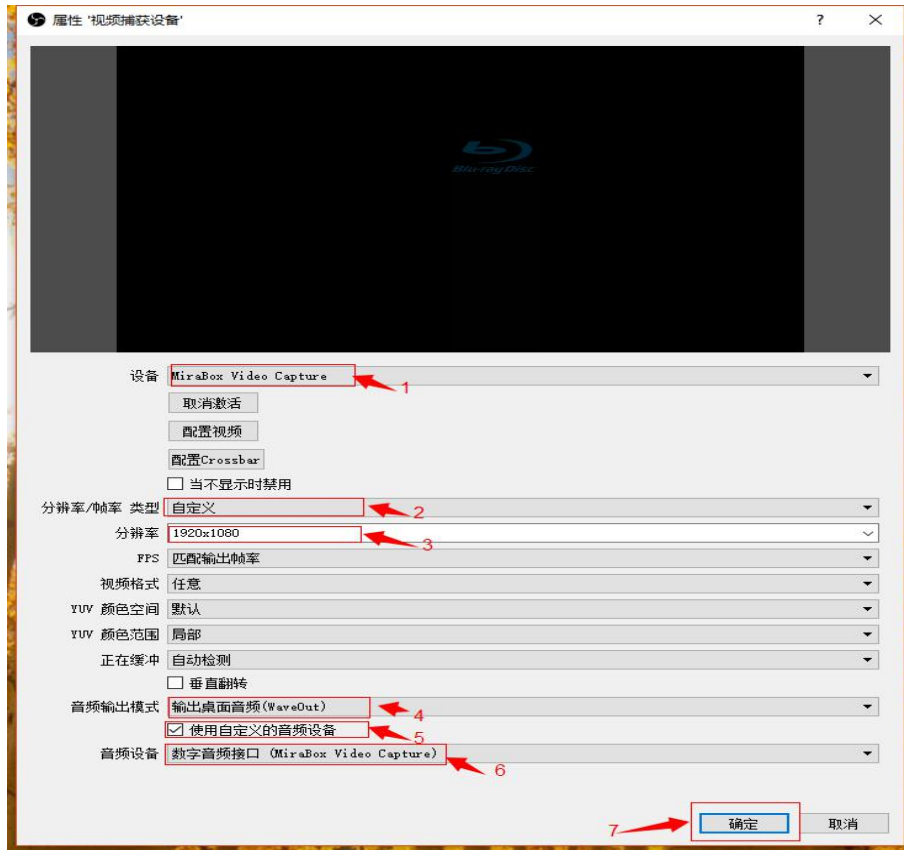 属性 '视频捕获设备'
?
Blu-ray Disc
设备 MiraBox Video Capture
1
取消激活
配置视频
配置Crossbar
当不显示时禁用
分辨率/帧率 类型 自定义
2
分辨率 1920x1080
3
FPS 匹配输出帧率
视频格式 任意
YUV 颜色空间 默认
YUV 颜色范围 局部
正在缓冲 自动检测
垂直翻转
音频输出模式 输出桌面音频(WaveOut)
4
使用自定义的音频设备
5
音频设备 数字音频接口 (MiraBox Video Capture)
6
7 确定 取消